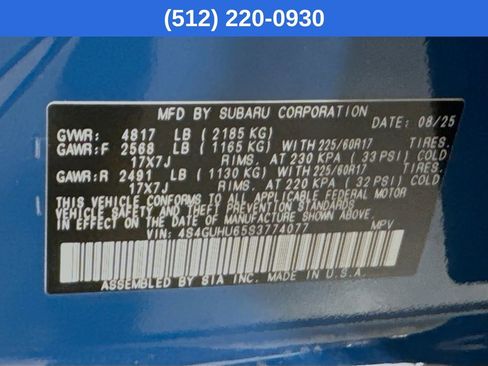 (512) 220-0930
MFD BY SUBARU CORPORATION
DATE: 08/25
GVWR: 4817 LB (2185 KG)
GAWR:F 2568 LB (1165 KG) WITH 225/60R17 TIRES.
17X7J RIMS. AT 230 KPA (33 PSI) COLD
GAWR:R 2491 LB (1130 KG) WITH 225/60R17 TIRES.
17X7J RIMS. AT 220 KPA (32 PSI) COLD
THIS VEHICLE CONFORMS TO ALL APPLICABLE FEDERAL MOTOR
VEHICLE SAFETY AND BUMPER STANDARDS
IN EFFECT ON THE DATE OF MANUFACTURE SHOWN ABOVE.
VIN: 4S4GUHU65S3774077 MPV
ASSEMBLED BY SIA INC. MADE IN U.S.A.